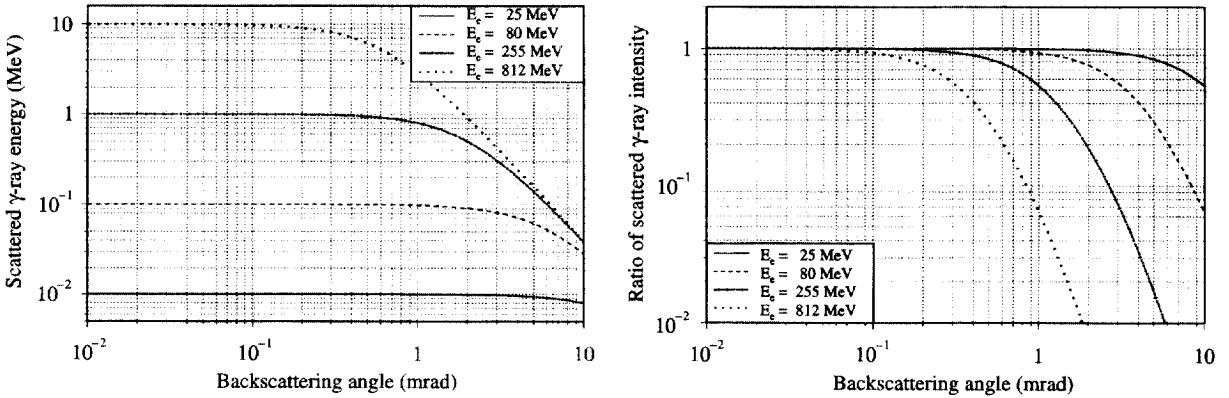 Scattered γ-ray energy (MeV)
10
1
10⁻¹
10⁻²
E_e = 25 MeV
E_e = 80 MeV
E_e = 255 MeV
E_e = 812 MeV
10⁻²
10⁻¹
1
10
Backscattering angle (mrad)
Ratio of scattered γ-ray intensity
1
10⁻¹
10⁻²
E_e = 25 MeV
E_e = 80 MeV
E_e = 255 MeV
E_e = 812 MeV
10⁻²
10⁻¹
1
10
Backscattering angle (mrad)